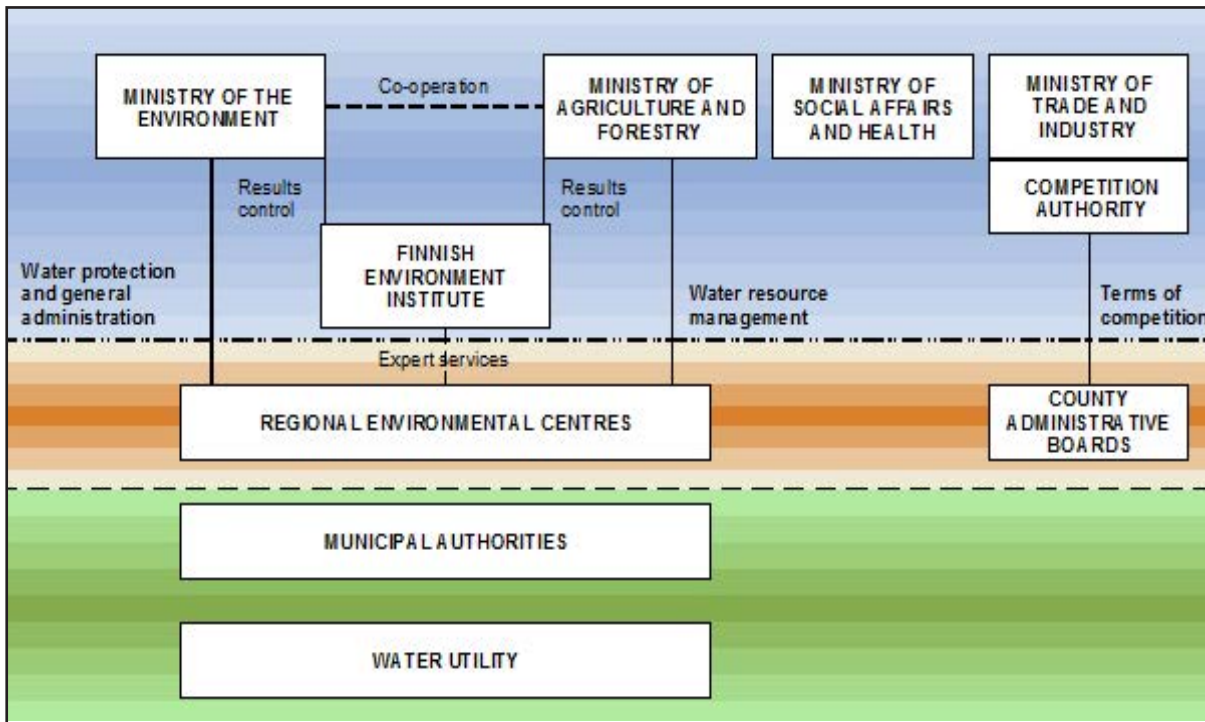 MINISTRY OF THE
ENVIRONMENT
Co-operation
MINISTRY OF
AGRICULTURE AND
FORESTRY
MINISTRY OF
SOCIAL AFFAIRS
AND HEALTH
MINISTRY OF
TRADE AND
INDUSTRY
Results
control
Results
control
COMPETITION
AUTHORITY
FINNISH
ENVIRONMENT
INSTITUTE
Water protection
and general
administration
Water resource
management
Terms of
competition
Expert services
REGIONAL ENVIRONMENTAL CENTRES
COUNTY
ADMINISTRATIVE
BOARDS
MUNICIPAL AUTHORITIES
WATER UTILITY